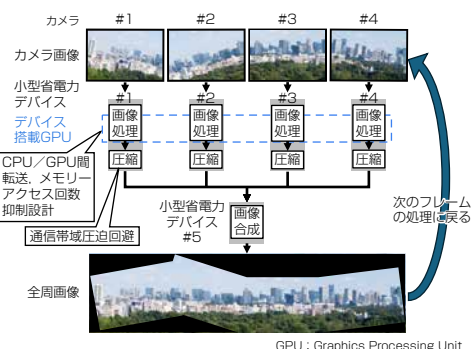 カメラ #1 #2 #3 #4
カメラ画像
小型省電力
デバイス
#1 #2 #3 #4
デバイス
搭載GPU
画像
処理
画像
処理
画像
処理
画像
処理
CPU/GPU間
転送，メモリー
アクセス回数
抑制設計
圧縮 圧縮 圧縮 圧縮
通信帯域圧迫回避
小型省電力
デバイス
#5
画像
合成
次のフレーム
の処理に戻る
全周画像
GPU：Graphics Processing Unit